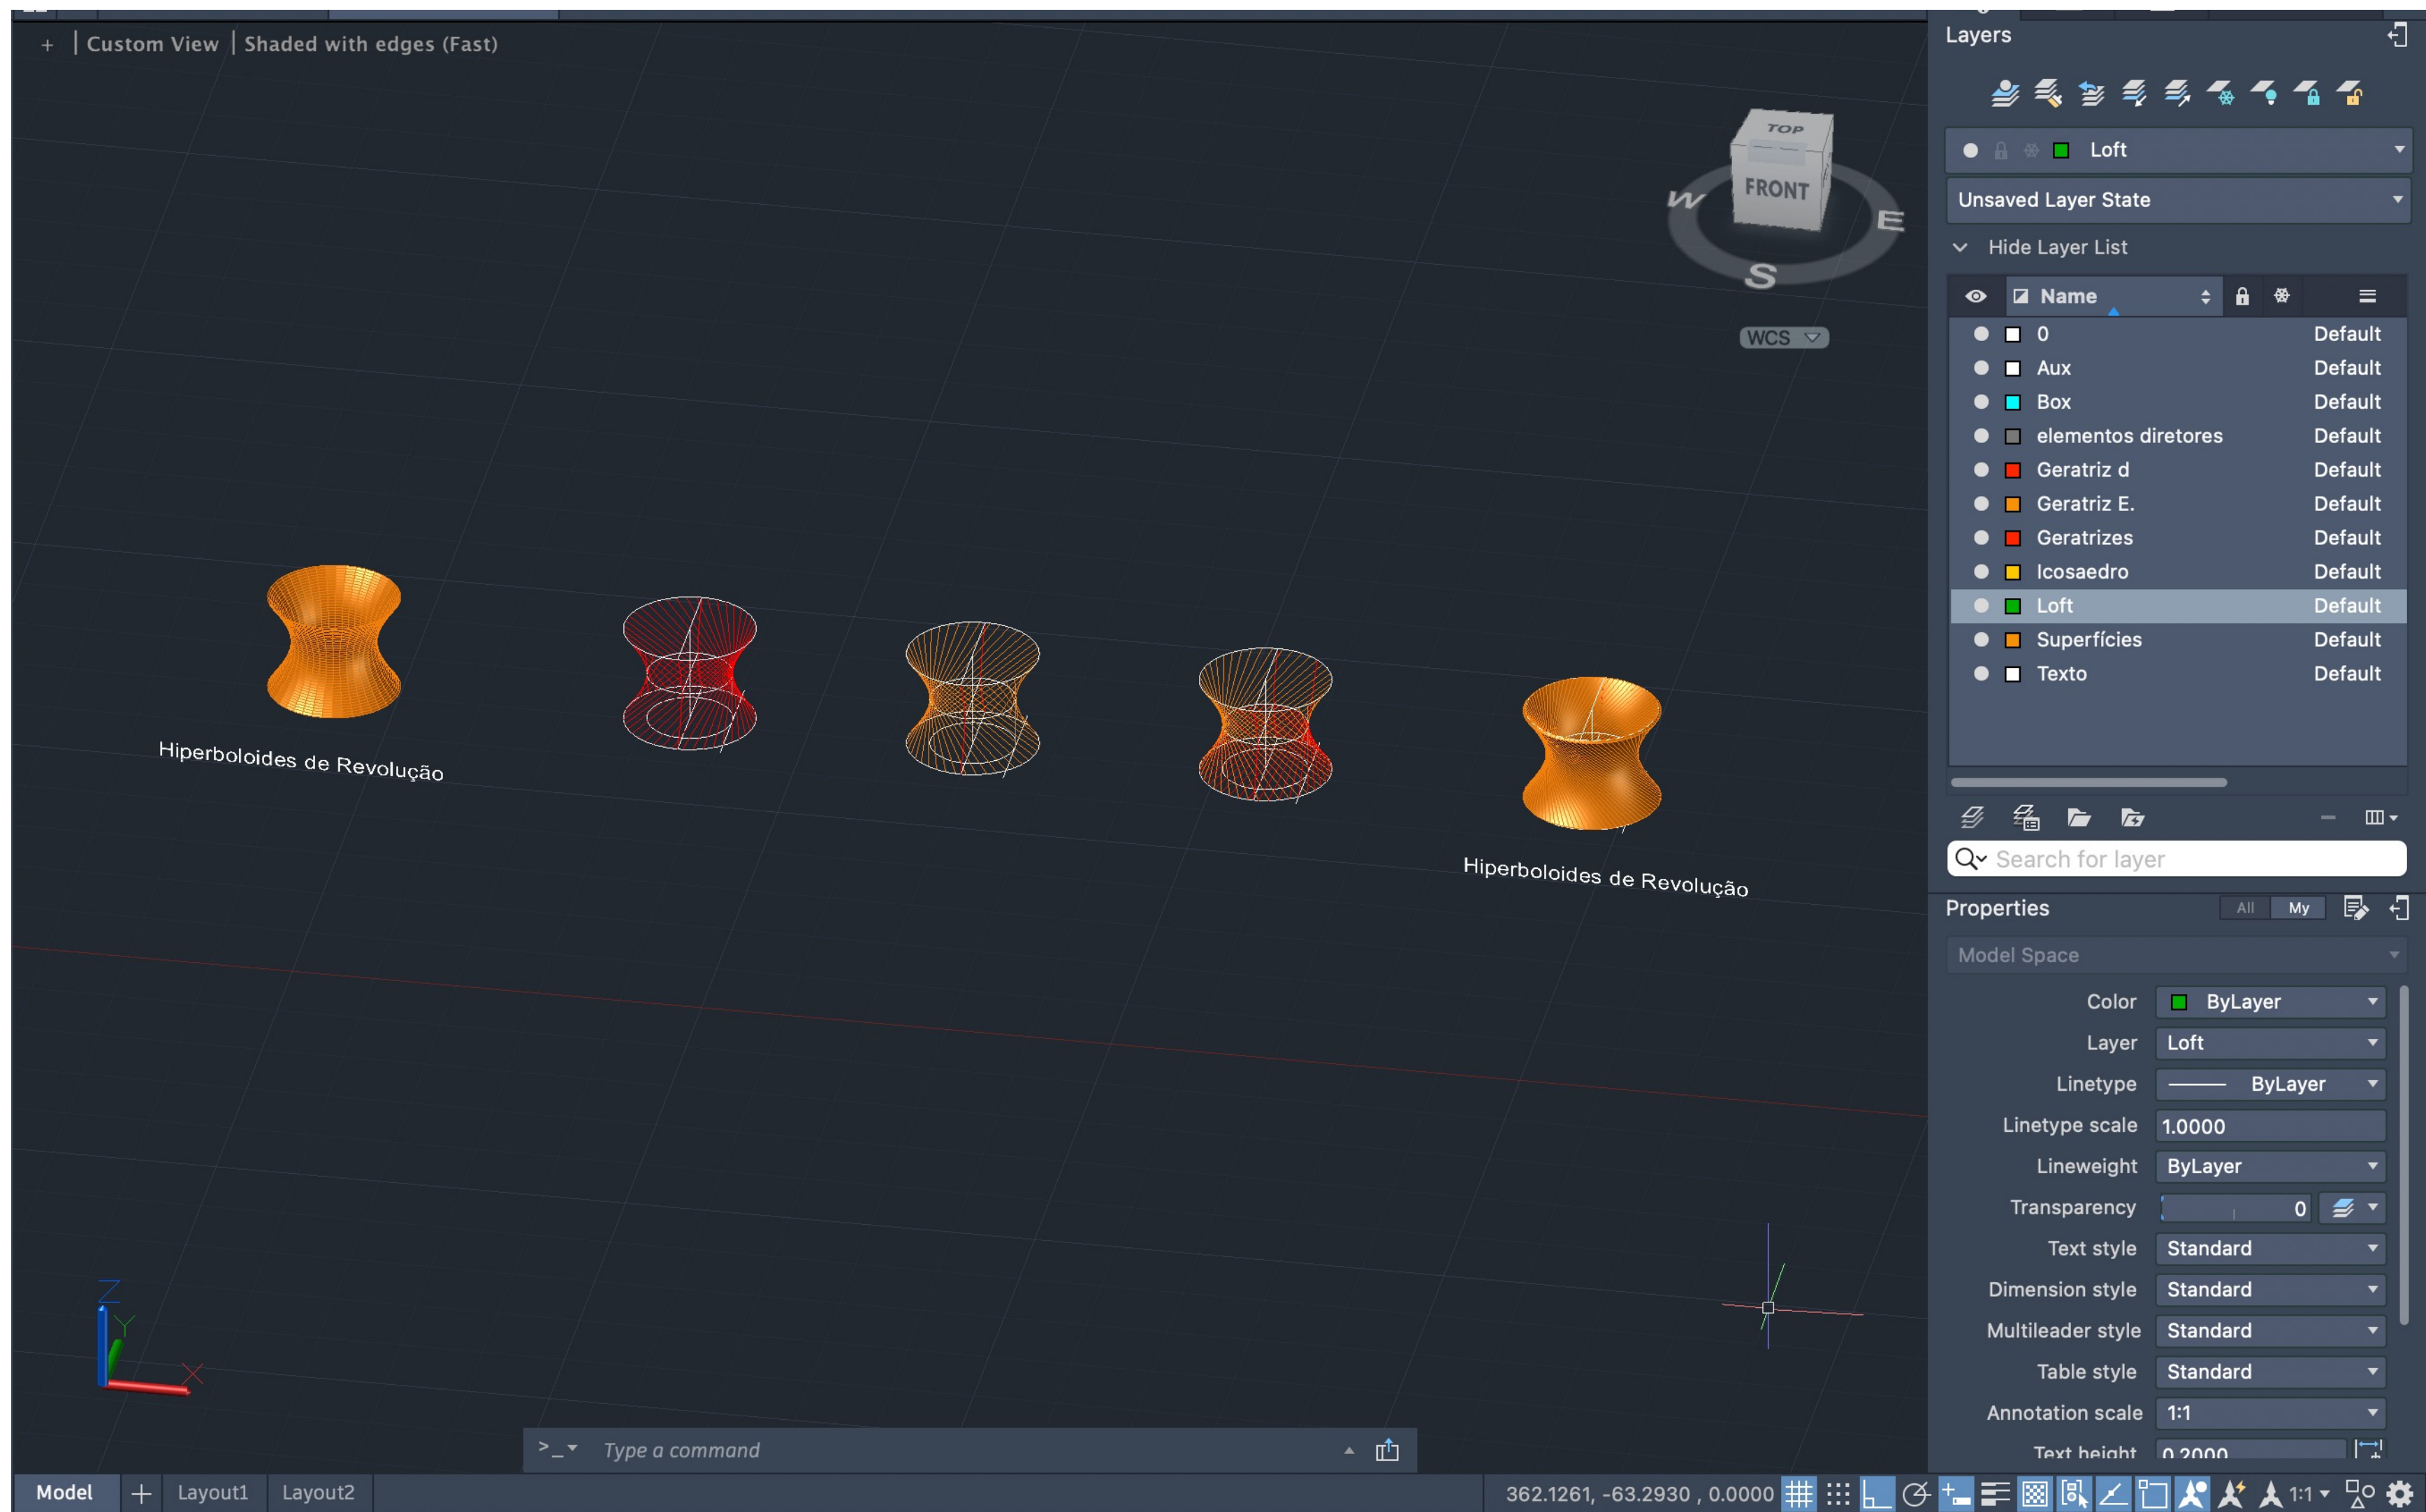 + | Custom View | Shaded with edges (Fast)
TOP
FRONT
W
E
S
WCS
Hiperboloides de Revolução
Hiperboloides de Revolução
Z
Y
X
>_ Type a command
Model + Layout1 Layout2
362.1261, -63.2930 , 0.0000
1:1
Layers
Loft
Unsaved Layer State
Hide Layer List
Name
0 Default
Aux Default
Box Default
elementos diretores Default
Geratriz d Default
Geratriz E. Default
Geratrizes Default
Icosaedro Default
Loft Default
Superfícies Default
Texto Default
Search for layer
Properties All My
Model Space
Color ByLayer
Layer Loft
Linetype ByLayer
Linetype scale 1.0000
Lineweight ByLayer
Transparency 0
Text style Standard
Dimension style Standard
Multileader style Standard
Table style Standard
Annotation scale 1:1
Text height 0.2000